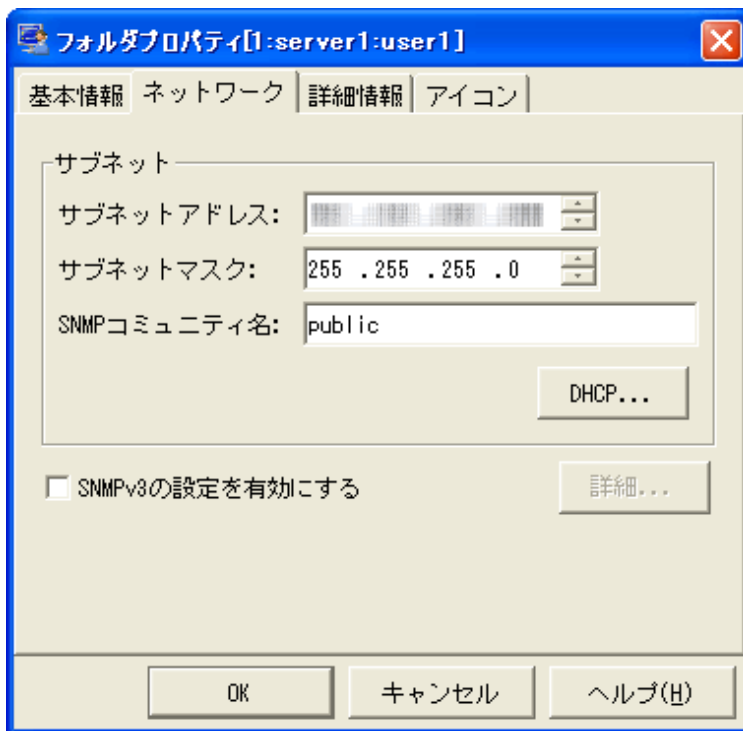 フォルダプロパティ[1:server1:user1]
基本情報 ネットワーク 詳細情報 アイコン
サブネット
サブネットアドレス:
サブネットマスク: 255 .255 .255 .0
SNMPコミュニティ名: public
DHCP...
SNMPv3の設定を有効にする 詳細...
OK キャンセル ヘルプ(H)